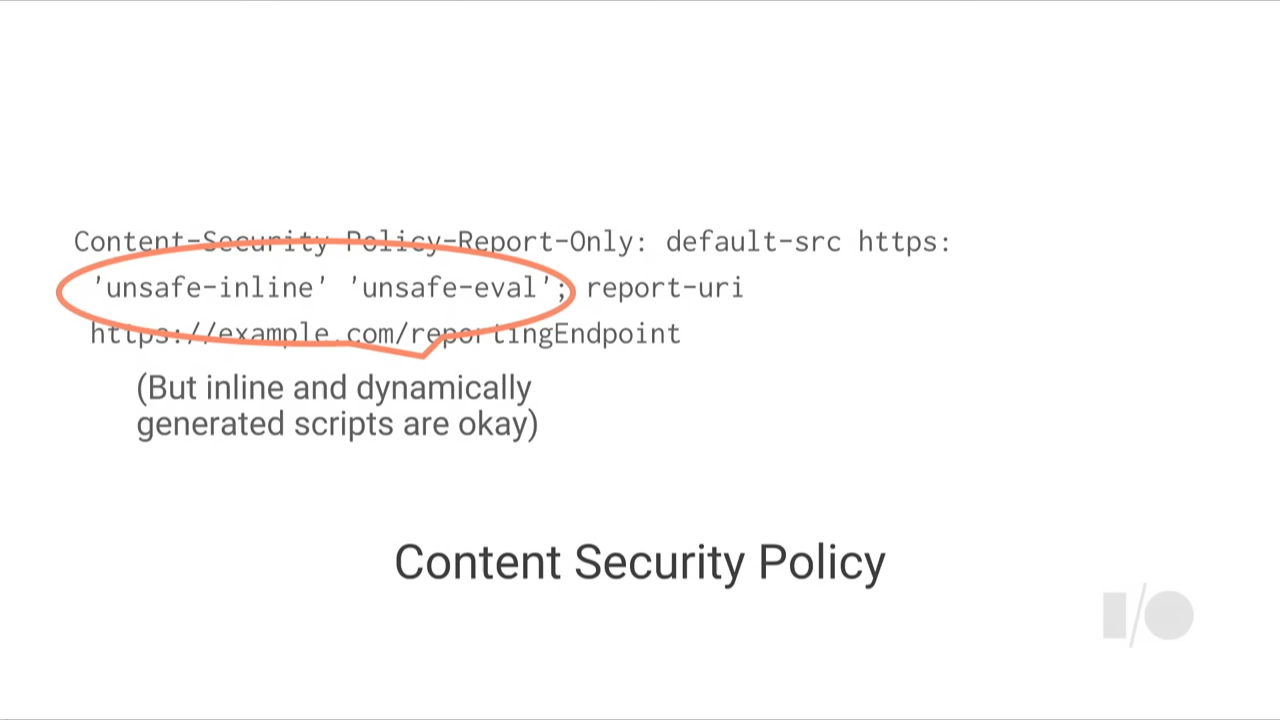 Content-Security-Policy-Report-Only: default-src https:
'unsafe-inline' 'unsafe-eval'; report-uri
https://example.com/reportingEndpoint
(But inline and dynamically
generated scripts are okay)
Content Security Policy
I/O